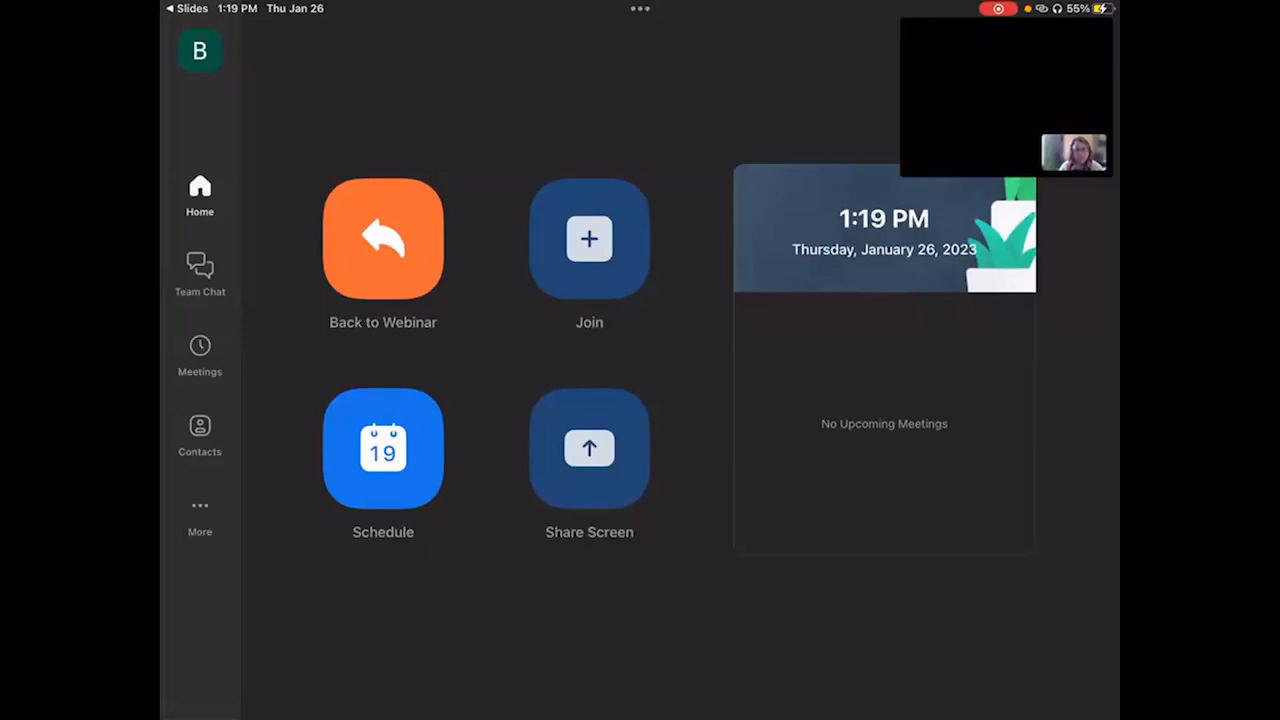 Slides 1:19 PM Thu Jan 26
55%
B
Home
Team Chat
Meetings
Contacts
More
Back to Webinar
Join
19
Schedule
Share Screen
1:19 PM
Thursday, January 26, 2023
No Upcoming Meetings